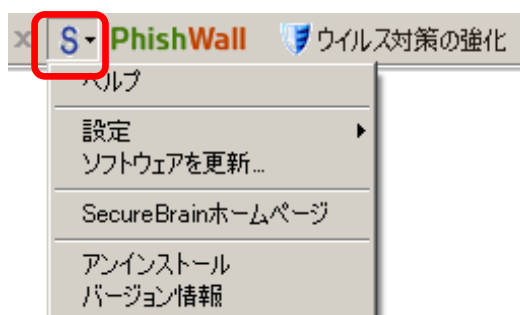 S PhishWall ウイルス対策の強化
ヘルプ
設定
ソフトウェアを更新...
SecureBrainホームページ
アンインストール
バージョン情報